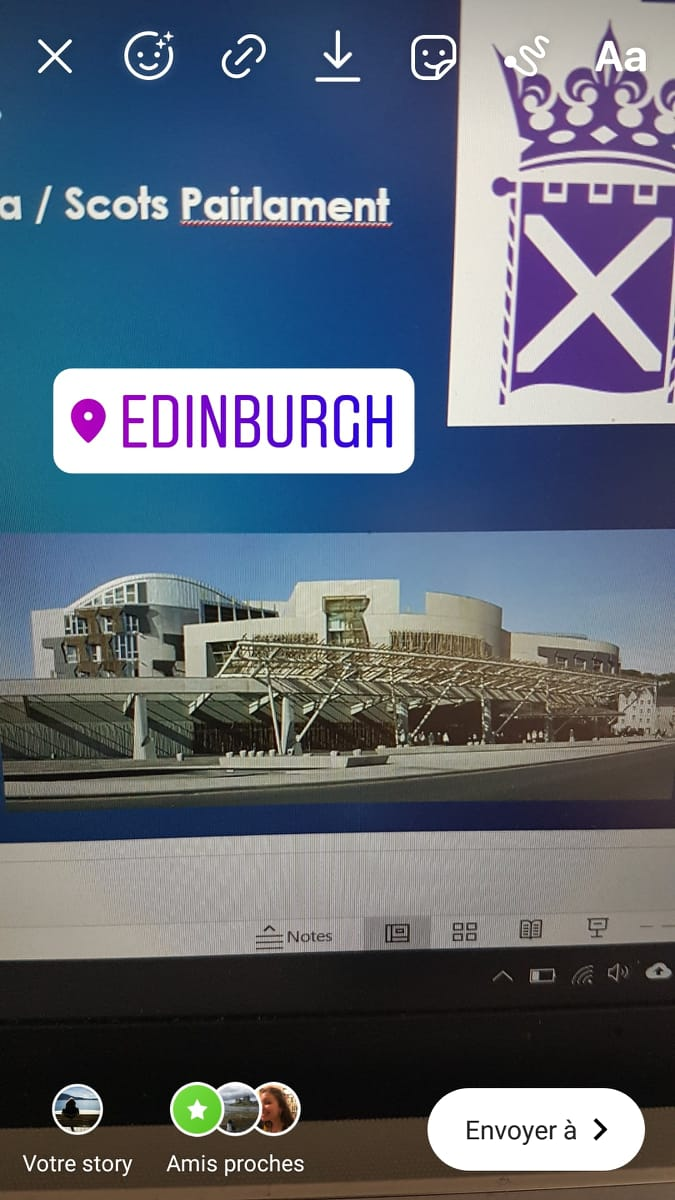 Aa
a / Scots Pairlament
EDINBURGH
Notes
Votre story
Amis proches
Envoyer à